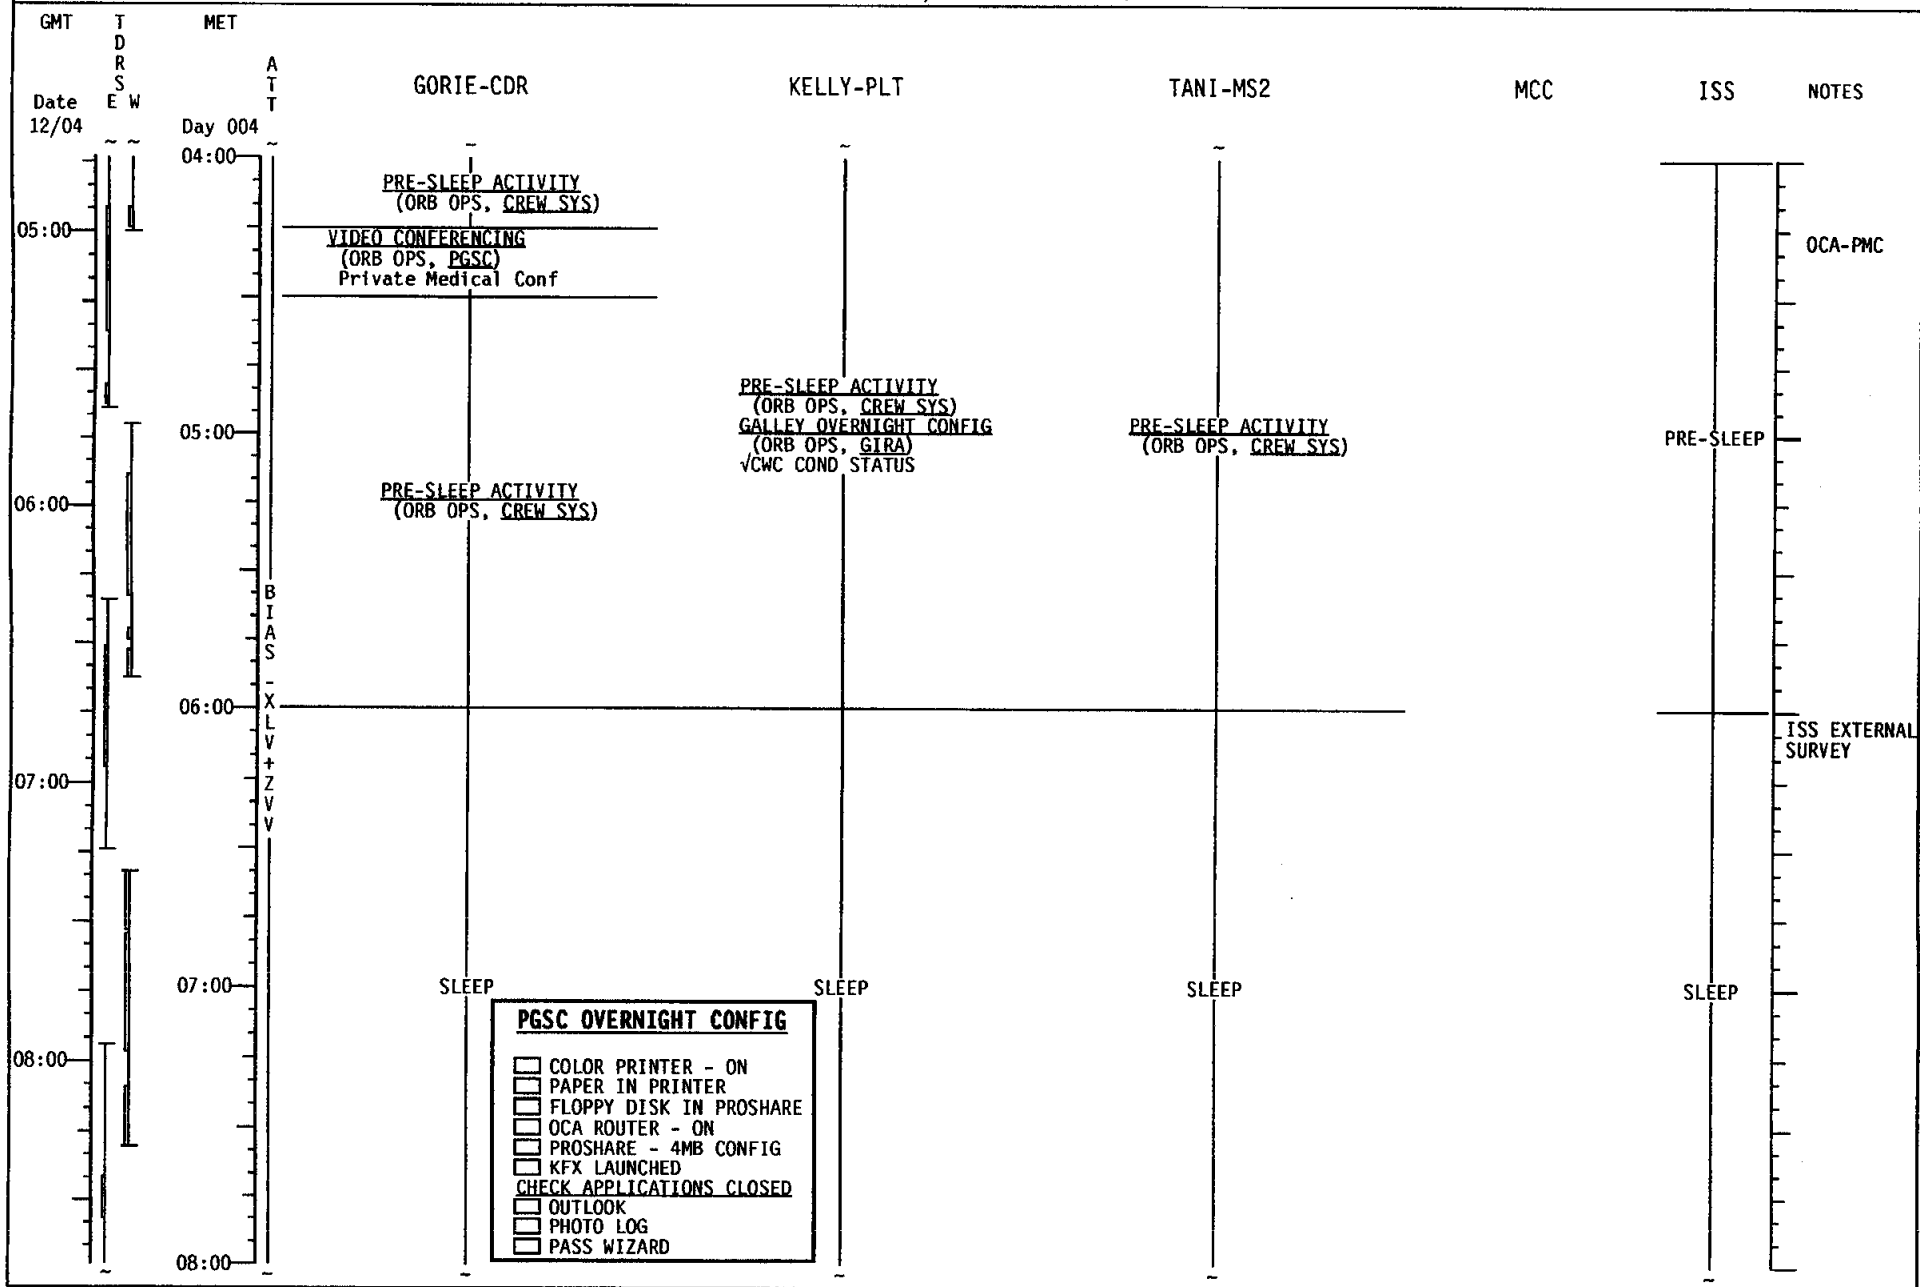 GMT
TDRS
MET
ATT
Date
E W
12/04
GORIE-CDR
KELLY-PLT
TANI-MS2
MCC
ISS
NOTES
Day 004
04:00
PRE-SLEEP ACTIVITY
(ORB OPS, CREW SYS)
05:00
VIDEO CONFERENCING
(ORB OPS, PGSC)
Private Medical Conf
OCA-PMC
PRE-SLEEP ACTIVITY
(ORB OPS, CREW SYS)
GALLEY OVERNIGHT CONFIG
(ORB OPS, GIRA)
√CWC COND STATUS
05:00
PRE-SLEEP ACTIVITY
(ORB OPS, CREW SYS)
PRE-SLEEP
PRE-SLEEP ACTIVITY
(ORB OPS, CREW SYS)
06:00
BIAS -XLV+ZVV
06:00
ISS EXTERNAL
SURVEY
07:00
07:00
SLEEP
SLEEP
SLEEP
SLEEP
PGSC OVERNIGHT CONFIG
COLOR PRINTER - ON
PAPER IN PRINTER
FLOPPY DISK IN PROSHARE
OCA ROUTER - ON
PROSHARE - 4MB CONFIG
KFX LAUNCHED
CHECK APPLICATIONS CLOSED
OUTLOOK
PHOTO LOG
PASS WIZARD
08:00
08:00